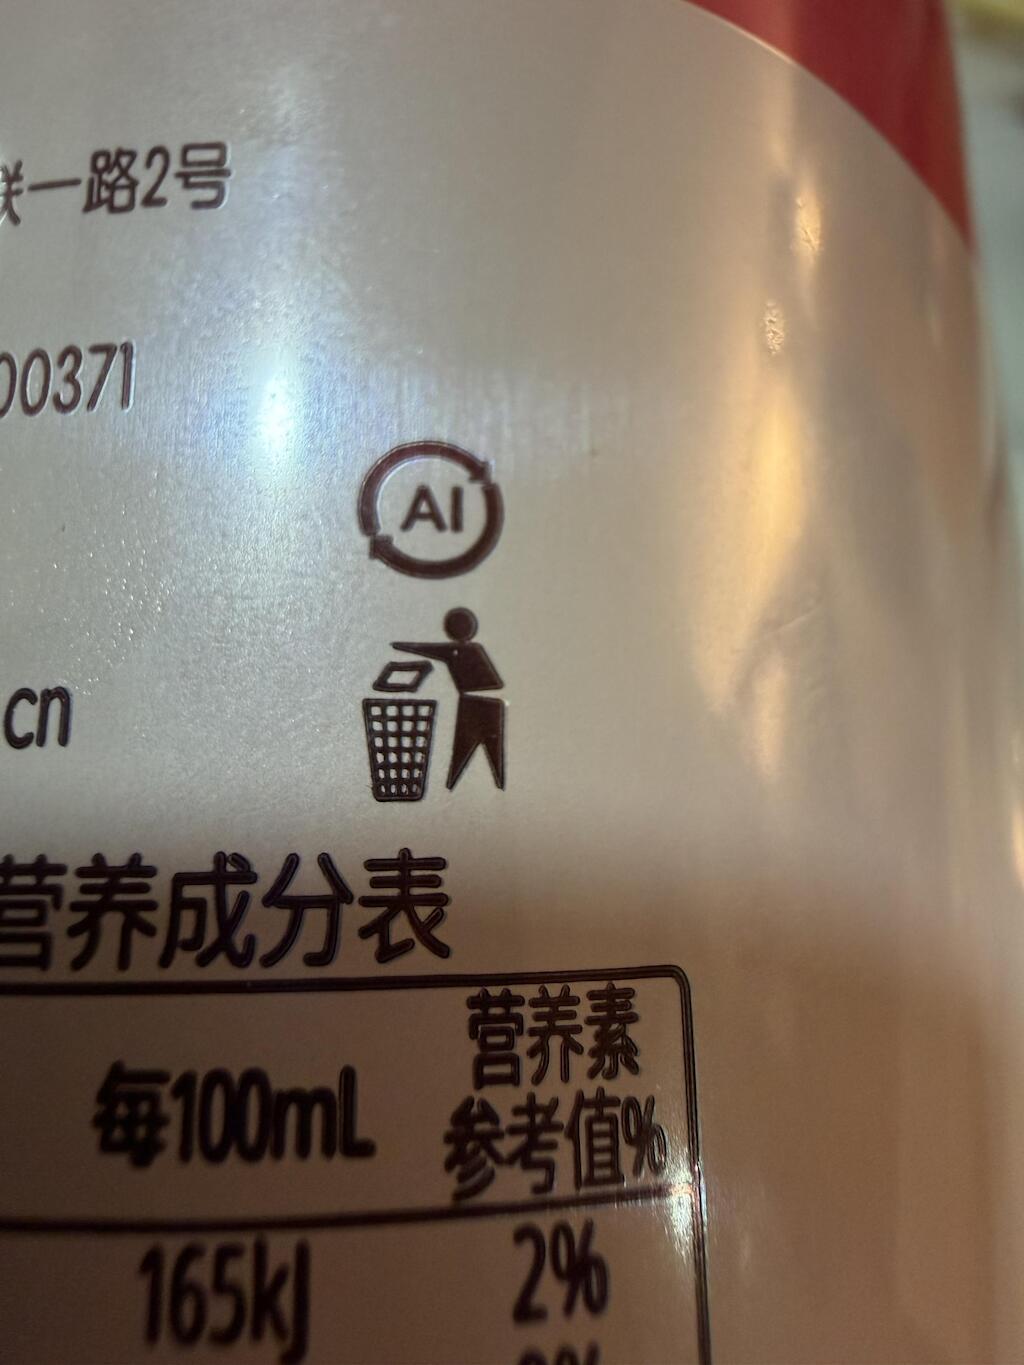 联一路2号
00371
AI
cn
营养成分表
每100mL
营养素
参考值%
165kJ
2%